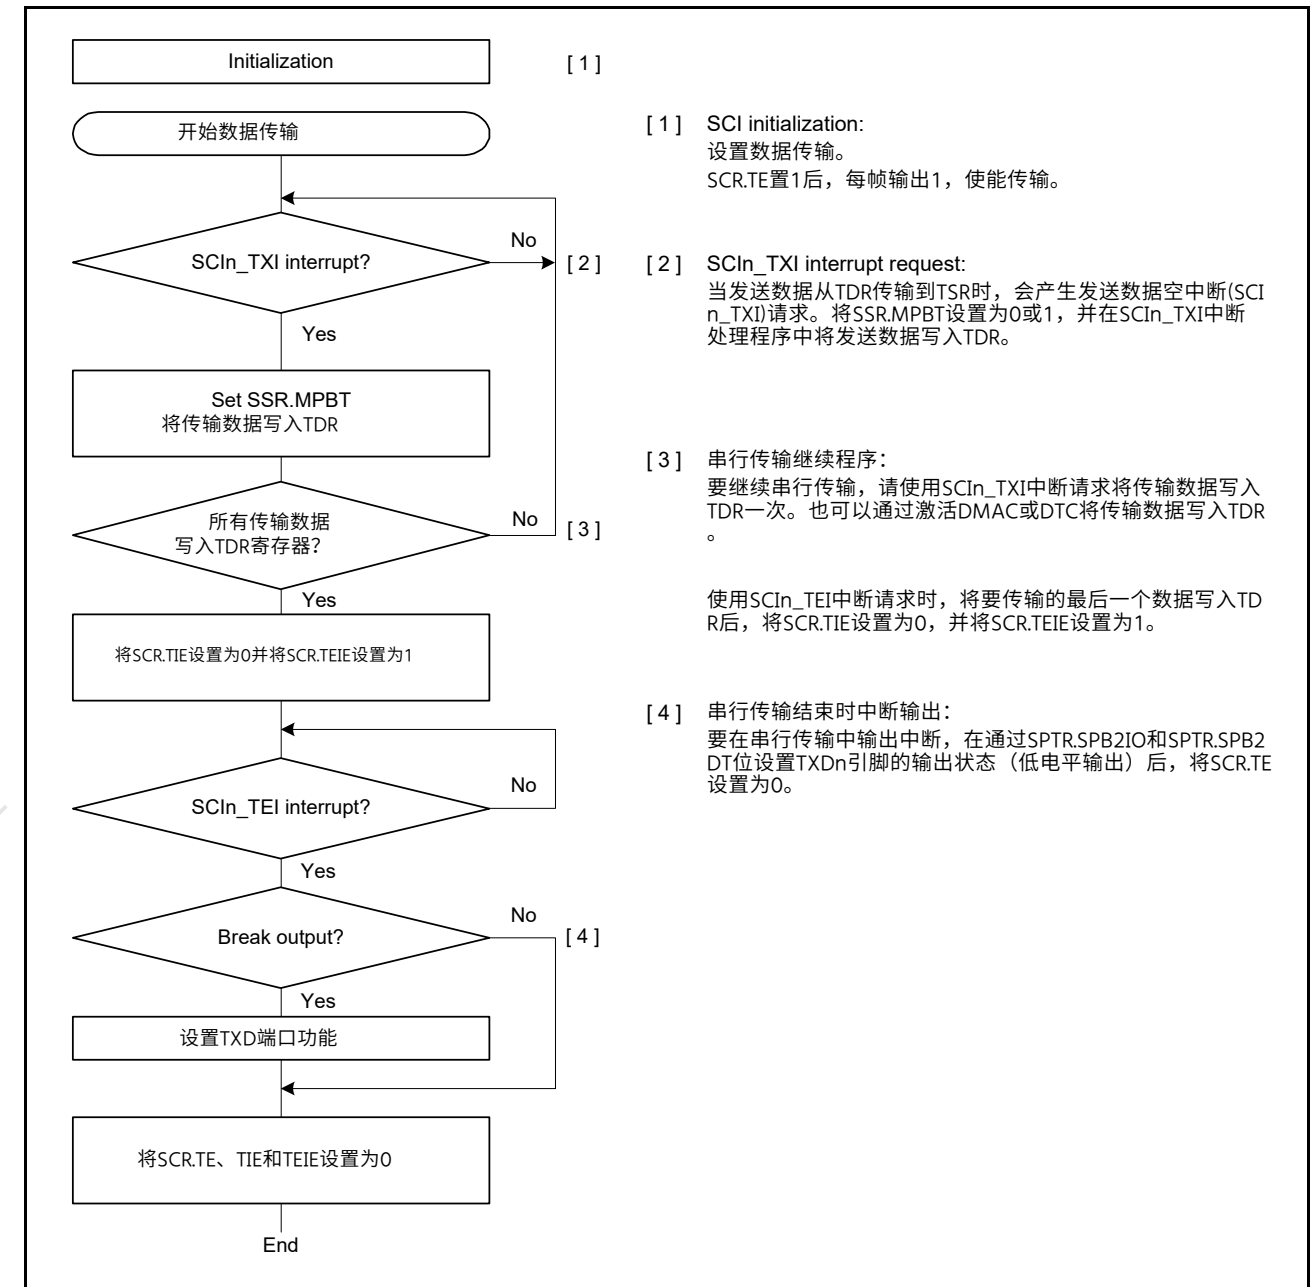 Initialization
[ 1 ]
开始数据传输
SCIn_TXI interrupt?
No
[ 2 ]
Yes
Set SSR.MPBT
将传输数据写入TDR
所有传输数据
写入TDR寄存器？
No
[ 3 ]
Yes
将SCR.TIE设置为0并将SCR.TEIE设置为1
SCIn_TEI interrupt?
No
Yes
Break output?
No
[ 4 ]
Yes
设置TXD端口功能
将SCR.TE、TIE和TEIE设置为0
End
[ 1 ] SCI initialization:
设置数据传输。
SCR.TE置1后，每帧输出1，使能传输。
[ 2 ] SCIn_TXI interrupt request:
当发送数据从TDR传输到TSR时，会产生发送数据空中断(SCI
n_TXI)请求。将SSR.MPBT设置为0或1，并在SCIn_TXI中断
处理程序中将发送数据写入TDR。
[ 3 ] 串行传输继续程序：
要继续串行传输，请使用SCIn_TXI中断请求将传输数据写入
TDR一次。也可以通过激活DMAC或DTC将传输数据写入TDR
。
使用SCIn_TEI中断请求时，将要传输的最后一个数据写入TD
R后，将SCR.TIE设置为0，并将SCR.TEIE设置为1。
[ 4 ] 串行传输结束时中断输出：
要在串行传输中输出中断，在通过SPTR.SPB2IO和SPTR.SPB2
DT位设置TXDn引脚的输出状态（低电平输出）后，将SCR.TE
设置为0。